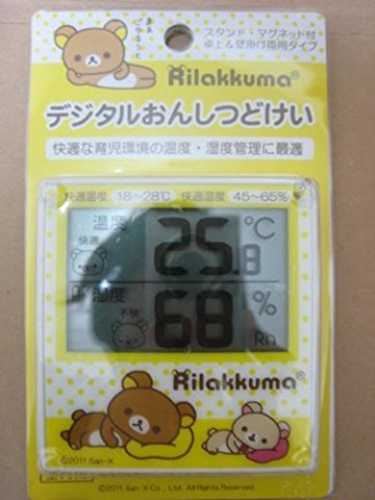 スタンド・マグネット付
卓上&壁掛け両用タイプ
Rilakkuma®
デジタルおんしつどけい
快適な育児環境の温度・湿度管理に最適
快適温度 18~28℃ 快適湿度 45~65%
温度
快適
25.8 ℃
湿度
不快
68 %
Rh
Rilakkuma®
©2011 San-X
©2011 San-X Co., Ltd. All Rights Reserved.